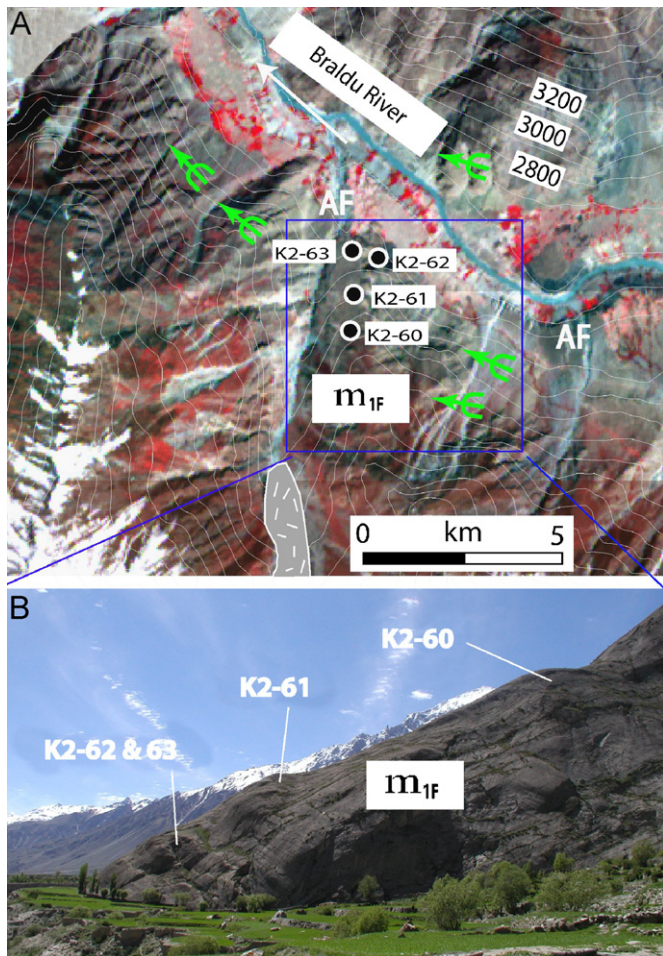 A
Braldu River
3200
3000
2800
AF
K2-63
K2-62
K2-61
K2-60
AF
m1F
km
0 5
B
K2-60
K2-61
K2-62 & 63
m1F